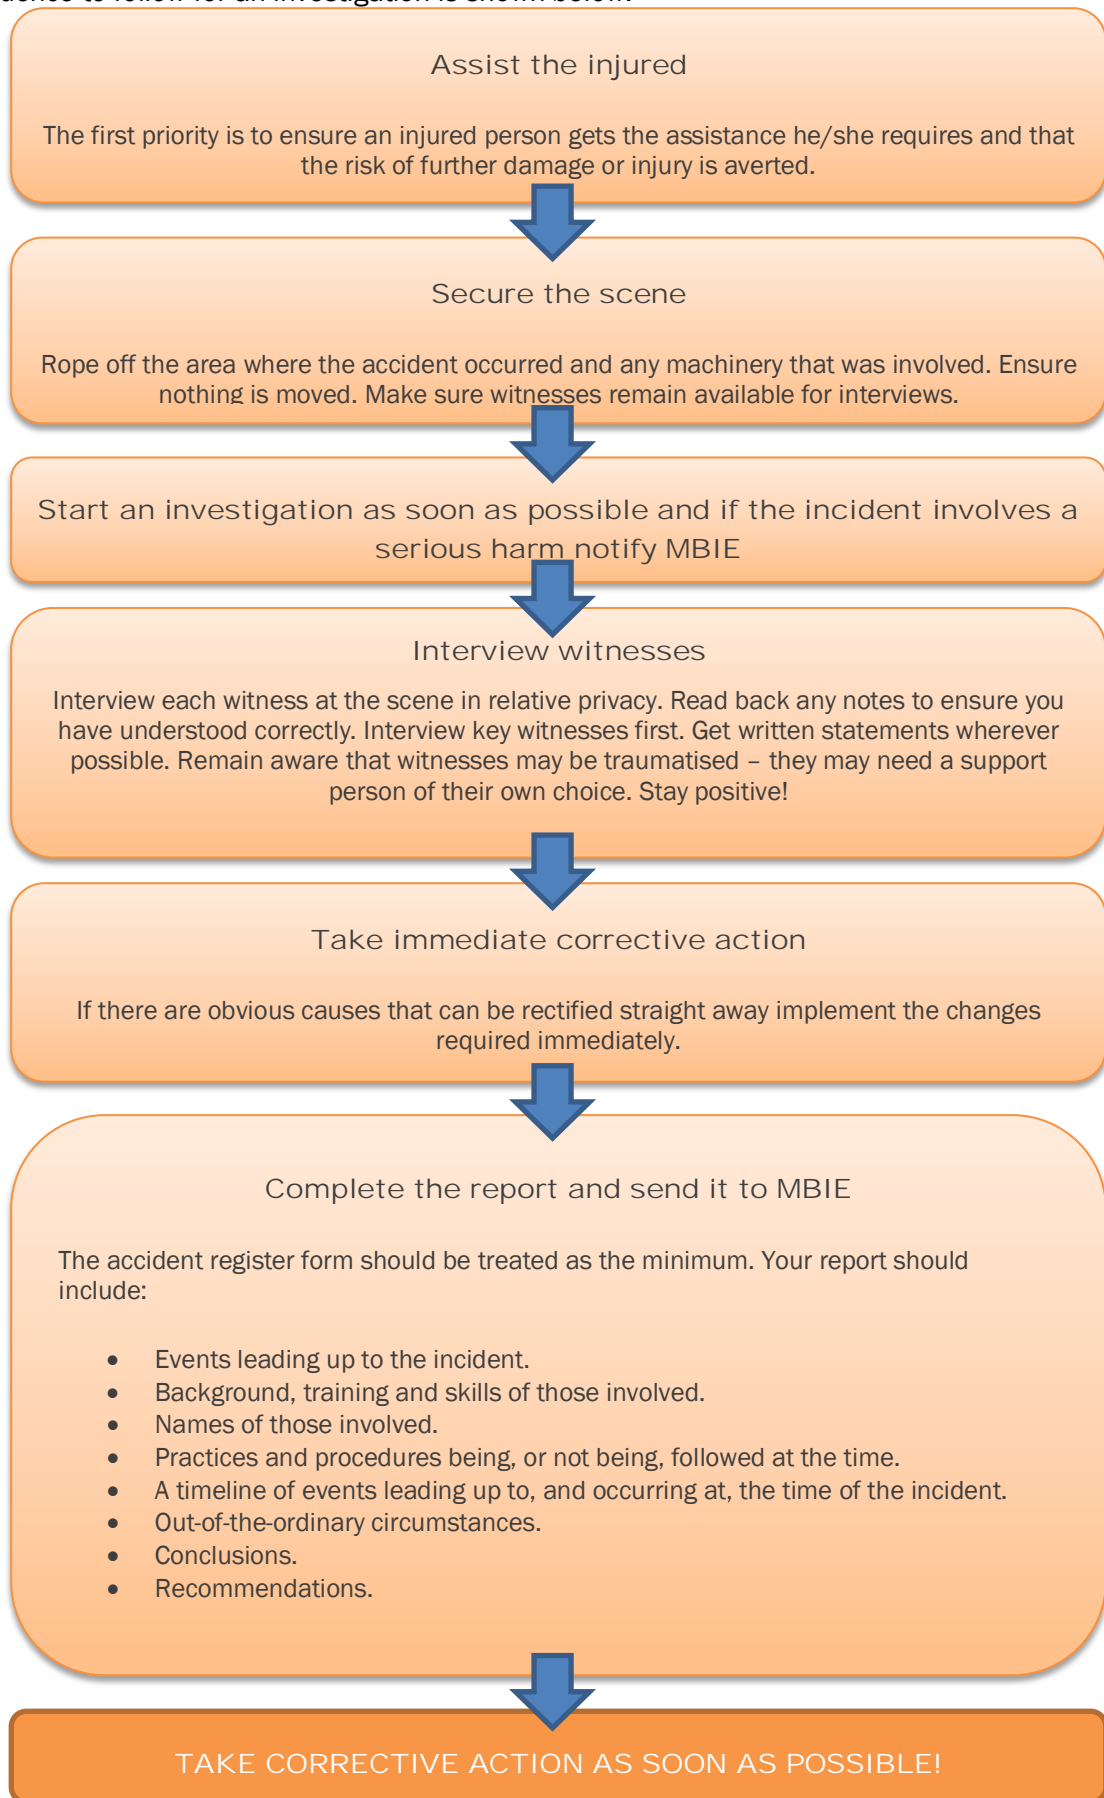 to follow for an investigation is shown below.
Assist the injured
The first priority is to ensure an injured person gets the assistance he/she requires and that
the risk of further damage or injury is averted.
Secure the scene
Rope off the area where the accident occurred and any machinery that was involved. Ensure
nothing is moved. Make sure witnesses remain available for interviews.
Start an investigation as soon as possible and if the incident involves a
serious harm notify MBIE
Interview witnesses
Interview each witness at the scene in relative privacy. Read back any notes to ensure you
have understood correctly. Interview key witnesses first. Get written statements wherever
possible. Remain aware that witnesses may be traumatised – they may need a support
person of their own choice. Stay positive!
Take immediate corrective action
If there are obvious causes that can be rectified straight away implement the changes
required immediately.
Complete the report and send it to MBIE
The accident register form should be treated as the minimum. Your report should
include:
• Events leading up to the incident.
• Background, training and skills of those involved.
• Names of those involved.
• Practices and procedures being, or not being, followed at the time.
• A timeline of events leading up to, and occurring at, the time of the incident.
• Out-of-the-ordinary circumstances.
• Conclusions.
• Recommendations.
TAKE CORRECTIVE ACTION AS SOON AS POSSIBLE!